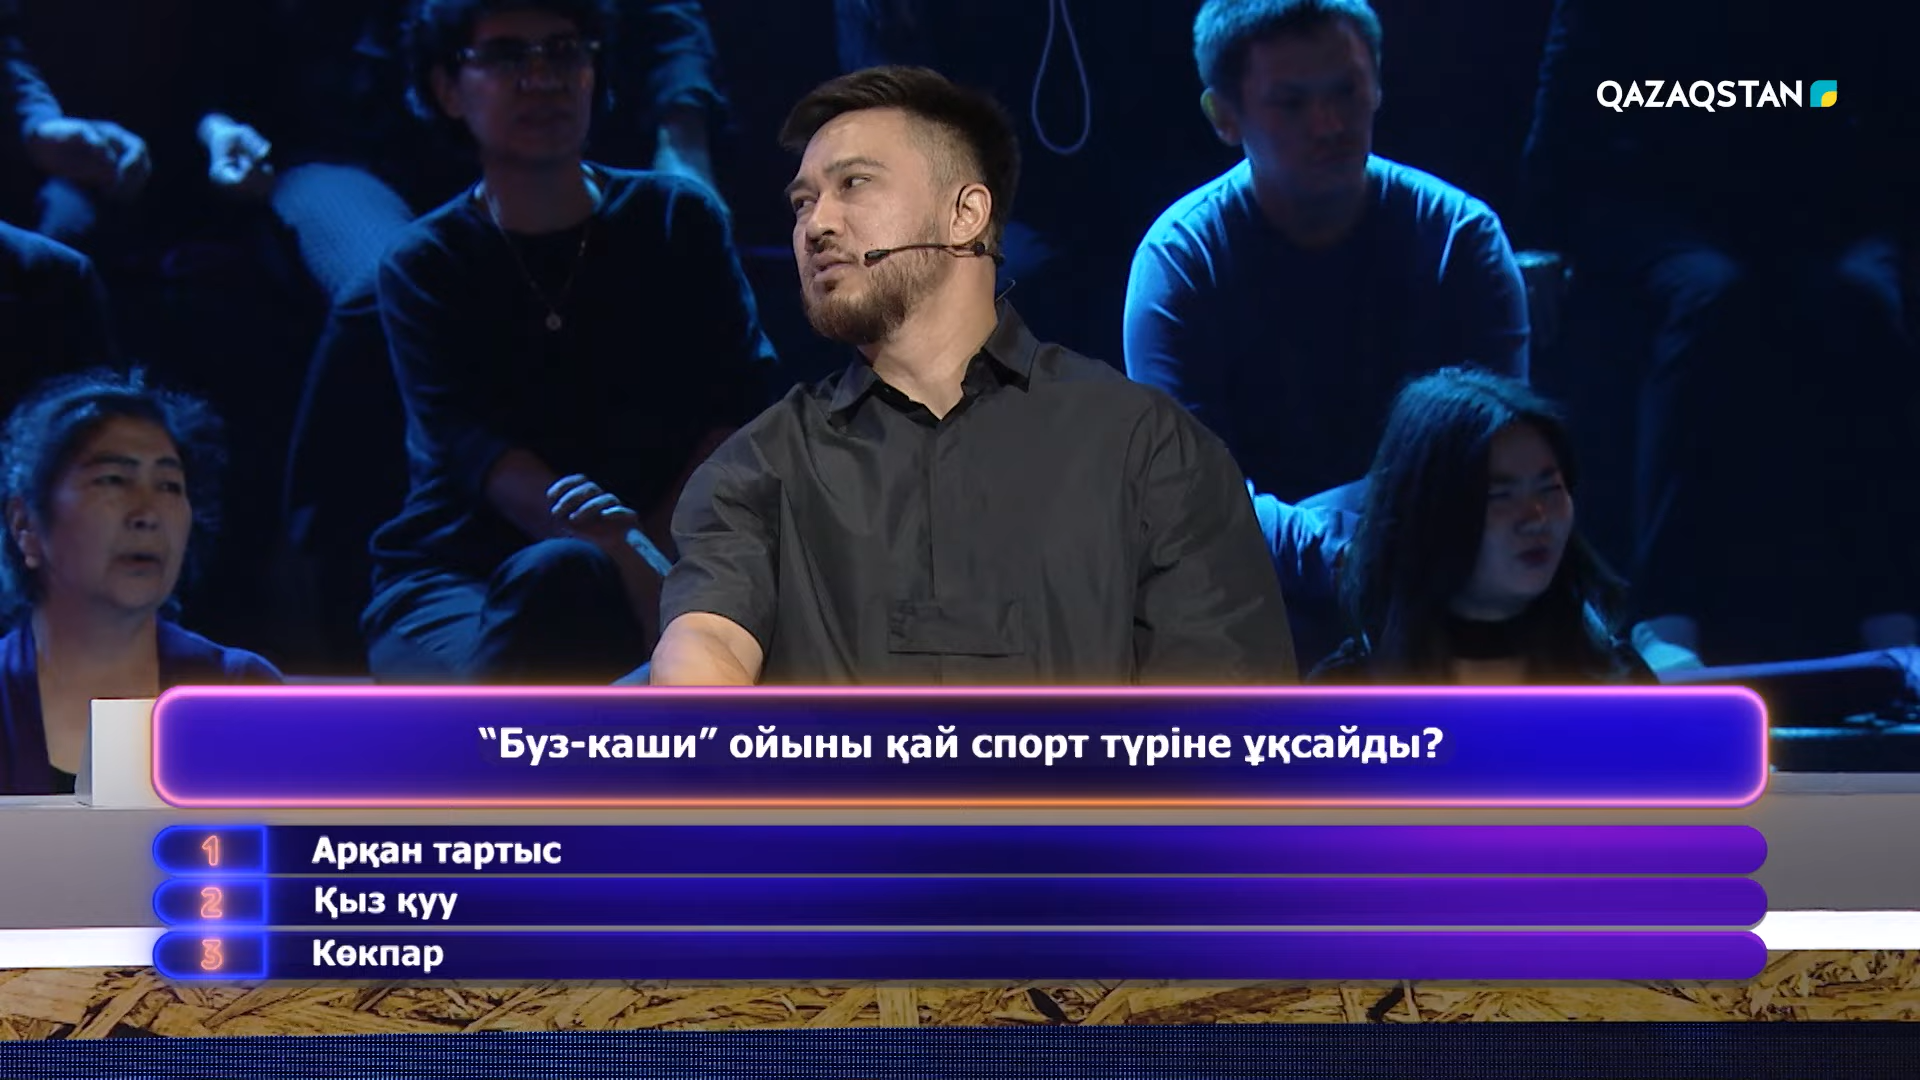 QAZAQSTAN
“Буз-каши” ойыны қай спорт түріне ұқсайды?
1 Арқан тартыс
2 Қыз қуу
3 Көкпар